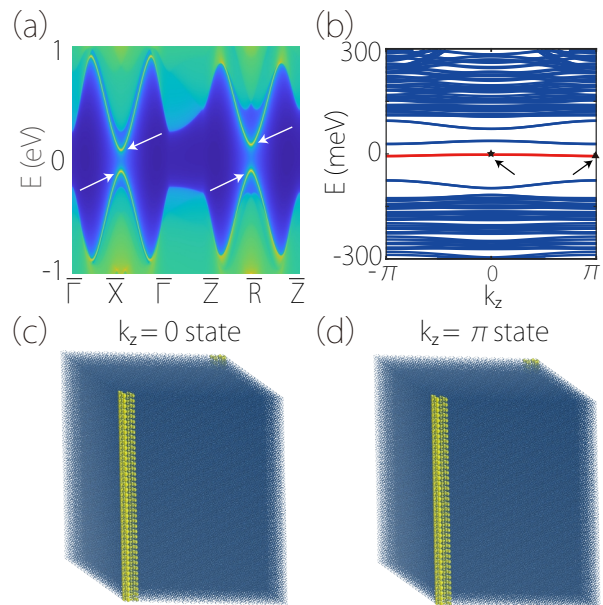 (a)
1
E (eV)
0
-1
Γ̅ X̅ Γ̅ Z̅ R̅ Z̅
(b)
300
E (meV)
0
-300
-π 0 π
k_z
(c) k_z = 0 state
(d) k_z = π state